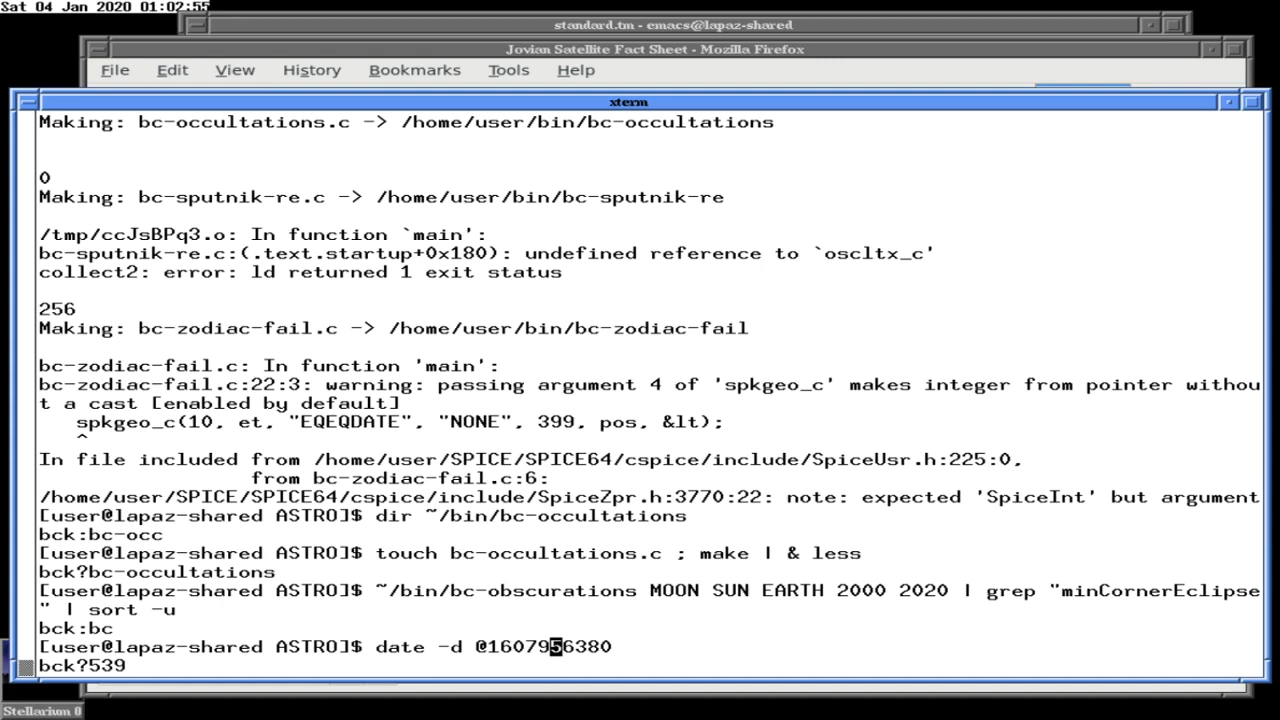 Sat 04 Jan 2020 01:02:55
standard.tm - emacs@lapaz-shared
Jovian Satellite Fact Sheet - Mozilla Firefox
File Edit View History Bookmarks Tools Help
xterm
Making: bc-occultations.c -> /home/user/bin/bc-occultations
0
Making: bc-sputnik-re.c -> /home/user/bin/bc-sputnik-re
/tmp/ccJsBPq3.o: In function `main':
bc-sputnik-re.c:(.text.startup+0x180): undefined reference to `oscltx_c'
collect2: error: ld returned 1 exit status
256
Making: bc-zodiac-fail.c -> /home/user/bin/bc-zodiac-fail
bc-zodiac-fail.c: In function 'main':
bc-zodiac-fail.c:22:3: warning: passing argument 4 of 'spkgeo_c' makes integer from pointer withou
t a cast [enabled by default]
spkgeo_c(10, et, "EQEQDATE", "NONE", 399, pos, &lt);
^
In file included from /home/user/SPICE/SPICE64/cspice/include/SpiceUsr.h:225:0,
from bc-zodiac-fail.c:6:
/home/user/SPICE/SPICE64/cspice/include/SpiceZpr.h:3770:22: note: expected 'SpiceInt' but argument
[user@lapaz-shared ASTRO]$ dir ~/bin/bc-occultations
bck:bc-occ
[user@lapaz-shared ASTRO]$ touch bc-occultations.c ; make | & less
bck?bc-occultations
[user@lapaz-shared ASTRO]$ ~/bin/bc-obscurations MOON SUN EARTH 2000 2020 | grep "minCornerEclipse
" | sort -u
bck:bc
[user@lapaz-shared ASTRO]$ date -d @1607956380
bck?539
Stellarium 0